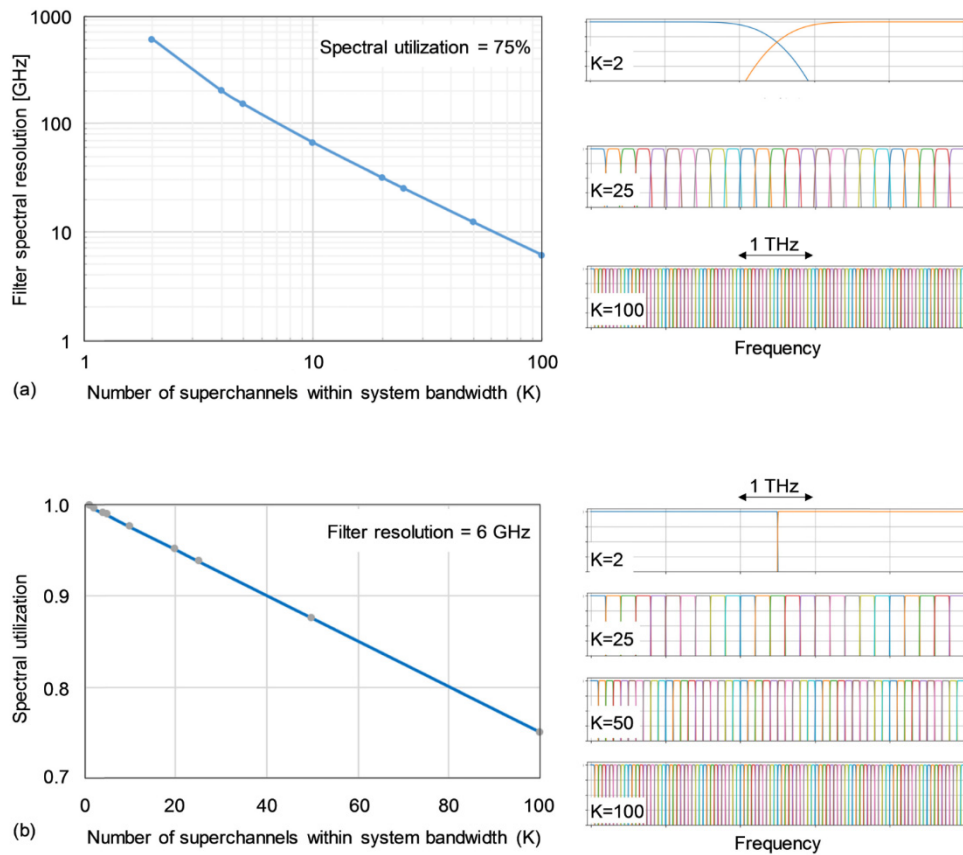 1000
100
10
1
Filter spectral resolution [GHz]
Spectral utilization = 75%
1
10
100
(a)
Number of superchannels within system bandwidth (K)
K=2
K=25
1 THz
K=100
Frequency
1.0
0.9
0.8
0.7
Spectral utilization
Filter resolution = 6 GHz
0
20
40
60
80
100
(b)
Number of superchannels within system bandwidth (K)
1 THz
K=2
K=25
K=50
K=100
Frequency